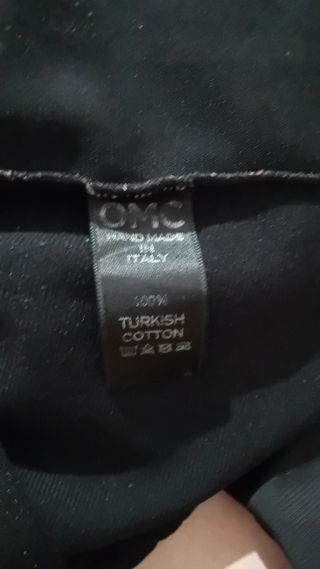 OMC
HAND MADE
IN
ITALY
100%
TURKISH
COTTON